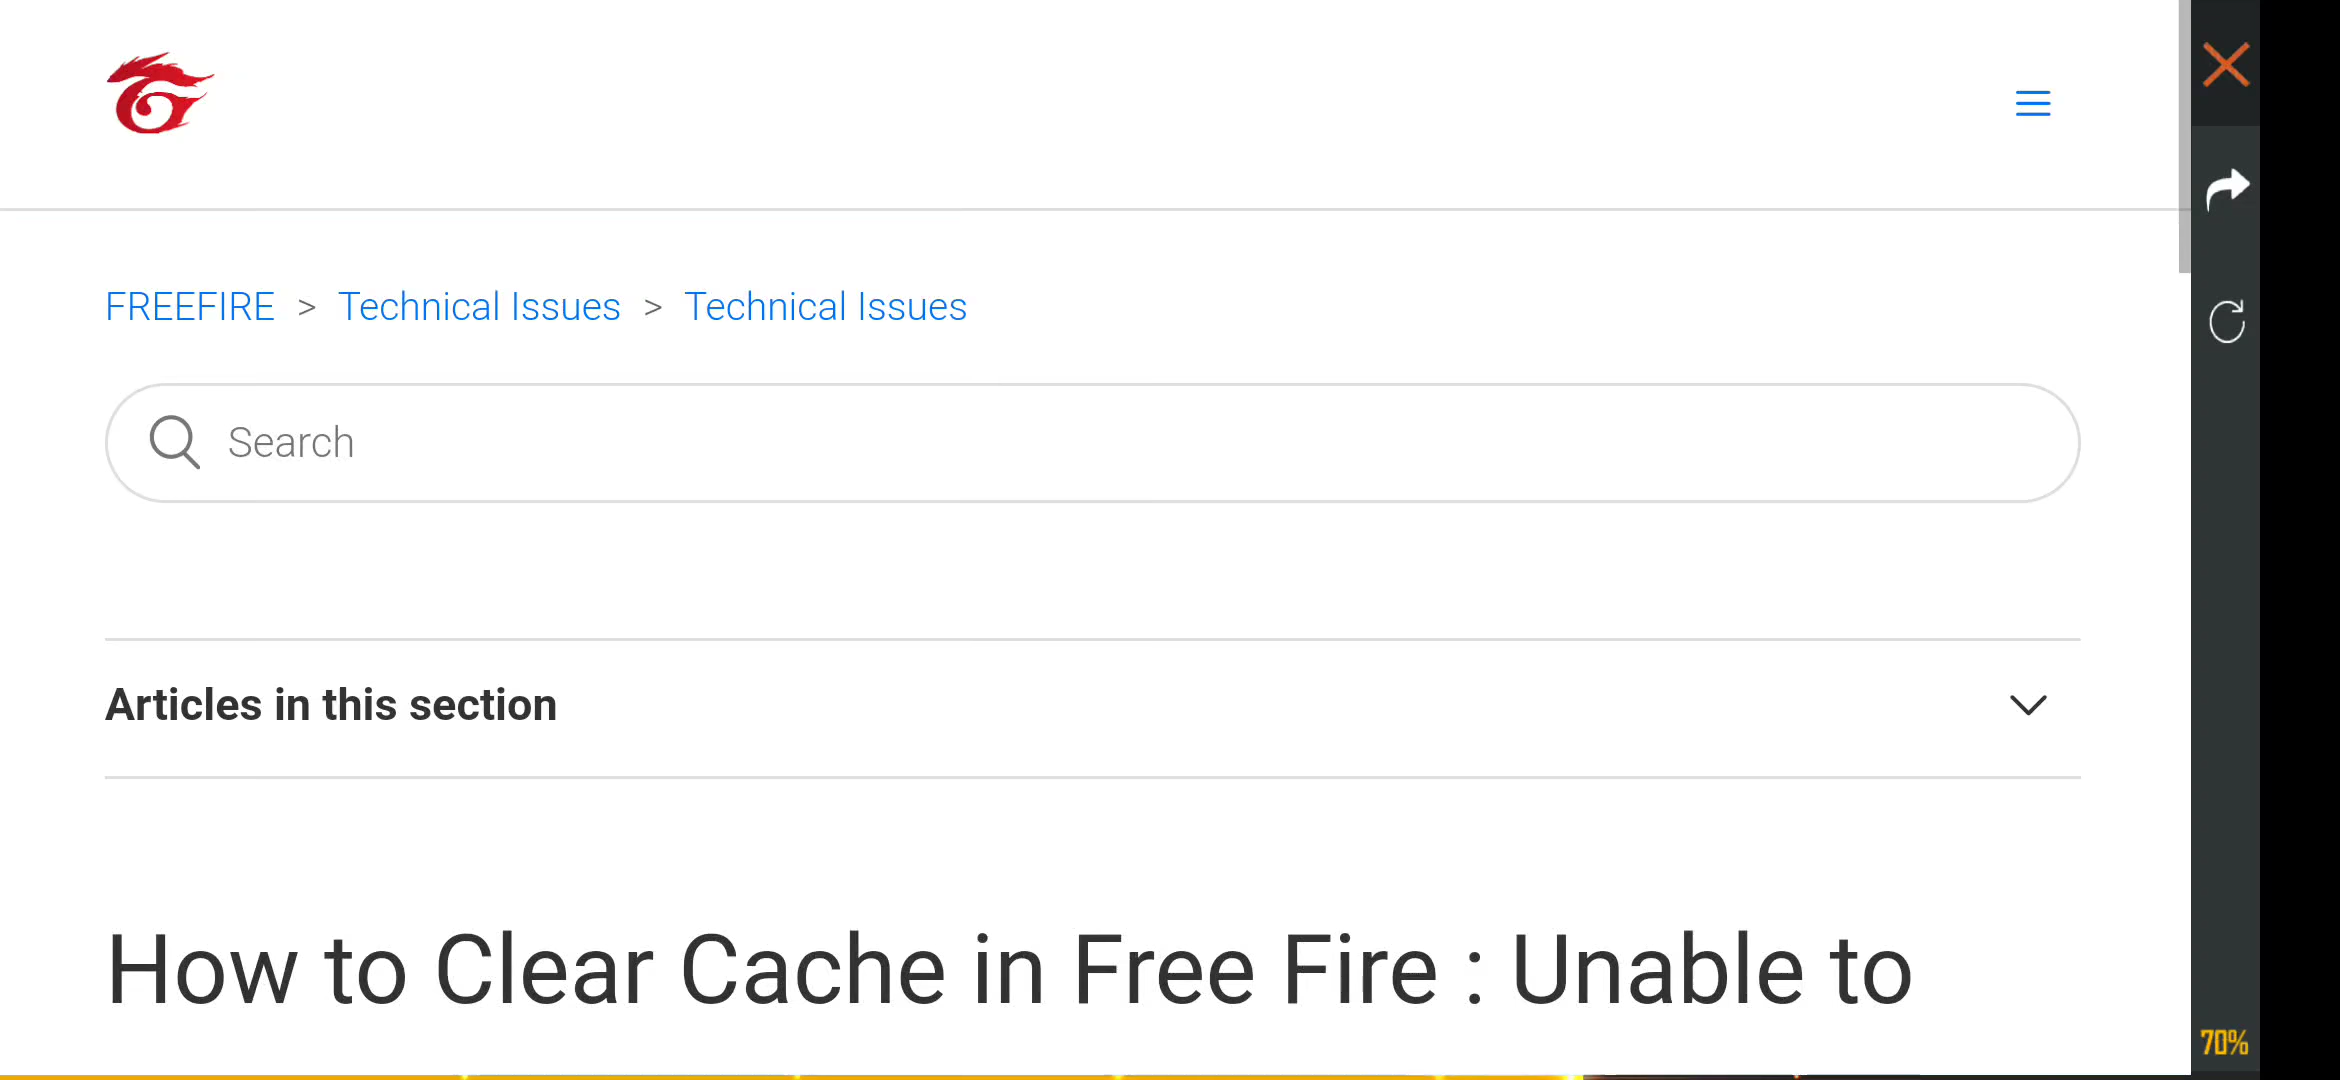 FREEFIRE > Technical Issues > Technical Issues
Search
Articles in this section
How to Clear Cache in Free Fire : Unable to
70%